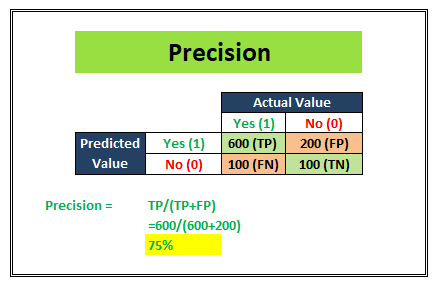 Precision
Actual Value
Yes (1) No (0)
Predicted Value Yes (1) 600 (TP) 200 (FP)
No (0) 100 (FN) 100 (TN)
Precision = TP/(TP+FP)
=600/(600+200)
75%